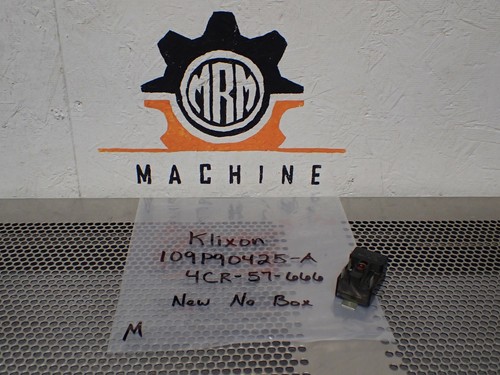 MRM
MACHINE
Klixon
109P90425-A
4CR-57-666
New No Box
M